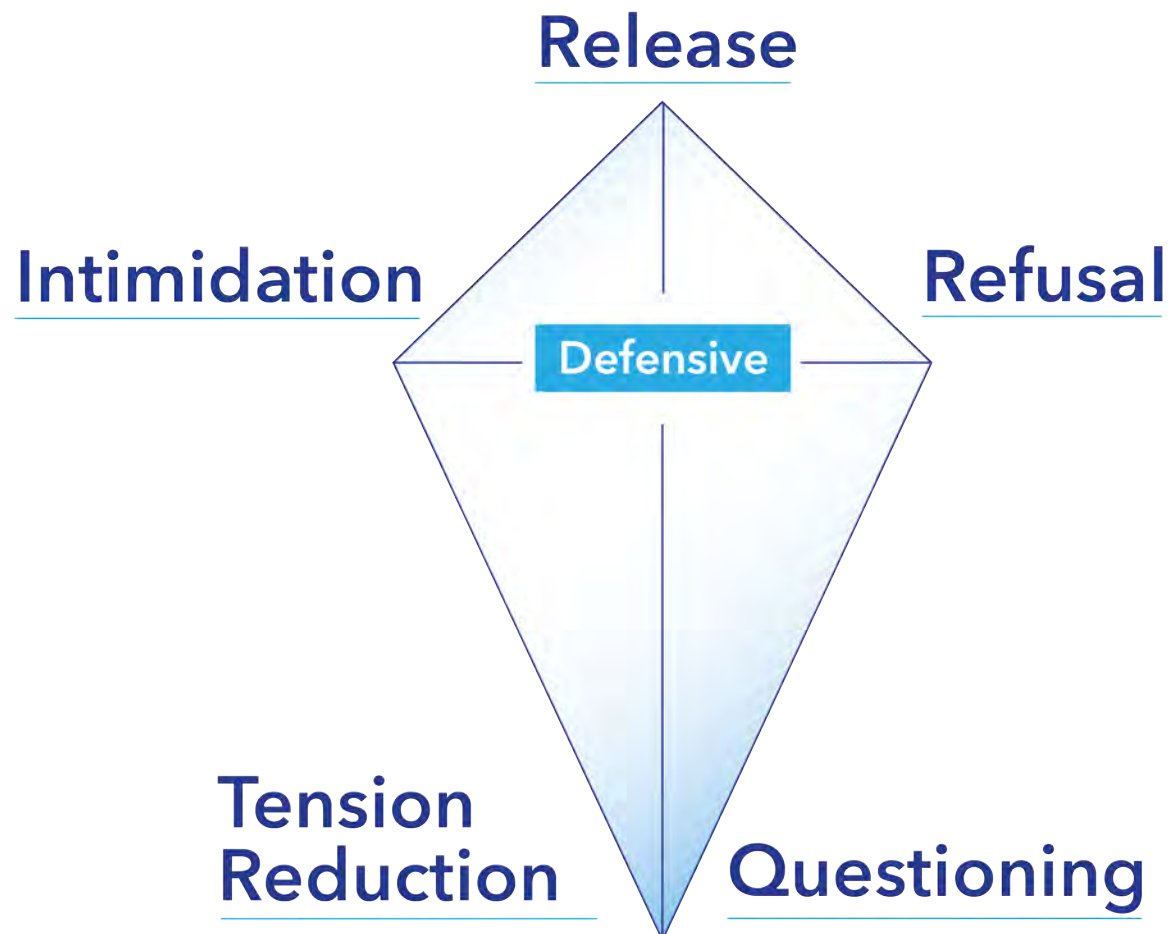 Release
Intimidation
Refusal
Defensive
Tension
Reduction
Questioning